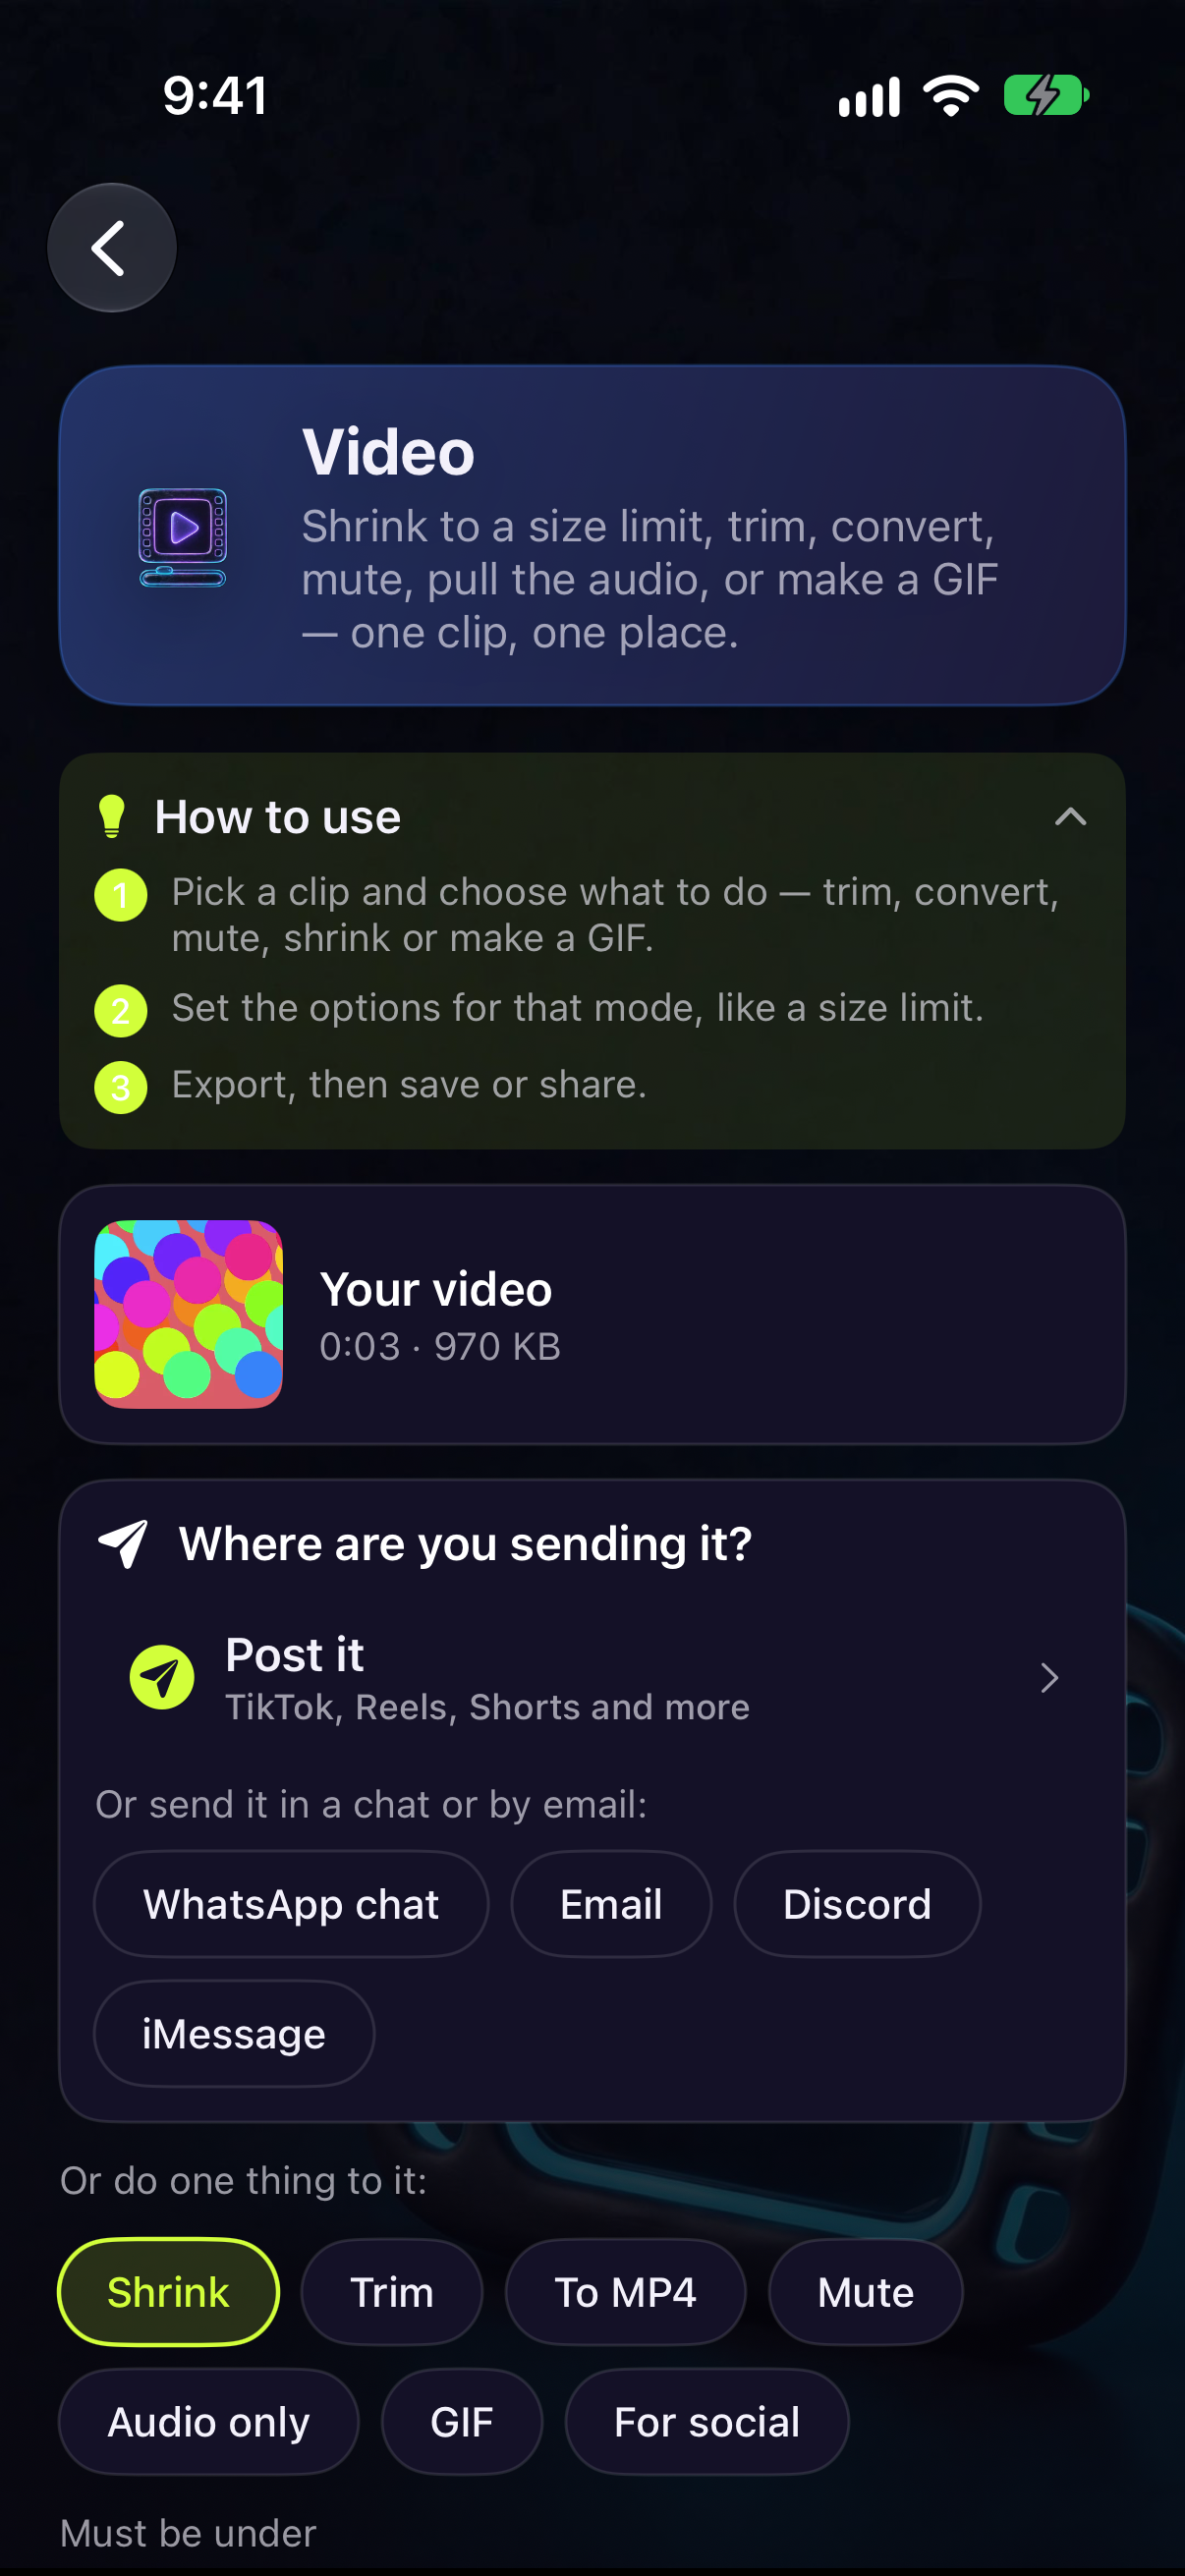 9:41
Video
Shrink to a size limit, trim, convert,
mute, pull the audio, or make a GIF
— one clip, one place.
How to use
1 Pick a clip and choose what to do — trim, convert,
mute, shrink or make a GIF.
2 Set the options for that mode, like a size limit.
3 Export, then save or share.
Your video
0:03 · 970 KB
Where are you sending it?
Post it
TikTok, Reels, Shorts and more
Or send it in a chat or by email:
WhatsApp chat Email Discord
iMessage
Or do one thing to it:
Shrink Trim To MP4 Mute
Audio only GIF For social
Must be under